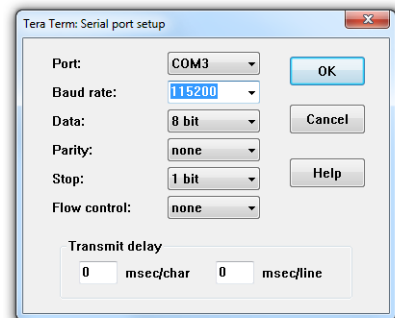 Tera Term: Serial port setup
Port: COM3 OK
Baud rate: 115200
Data: 8 bit Cancel
Parity: none
Stop: 1 bit Help
Flow control: none
Transmit delay
0 msec/char 0 msec/line